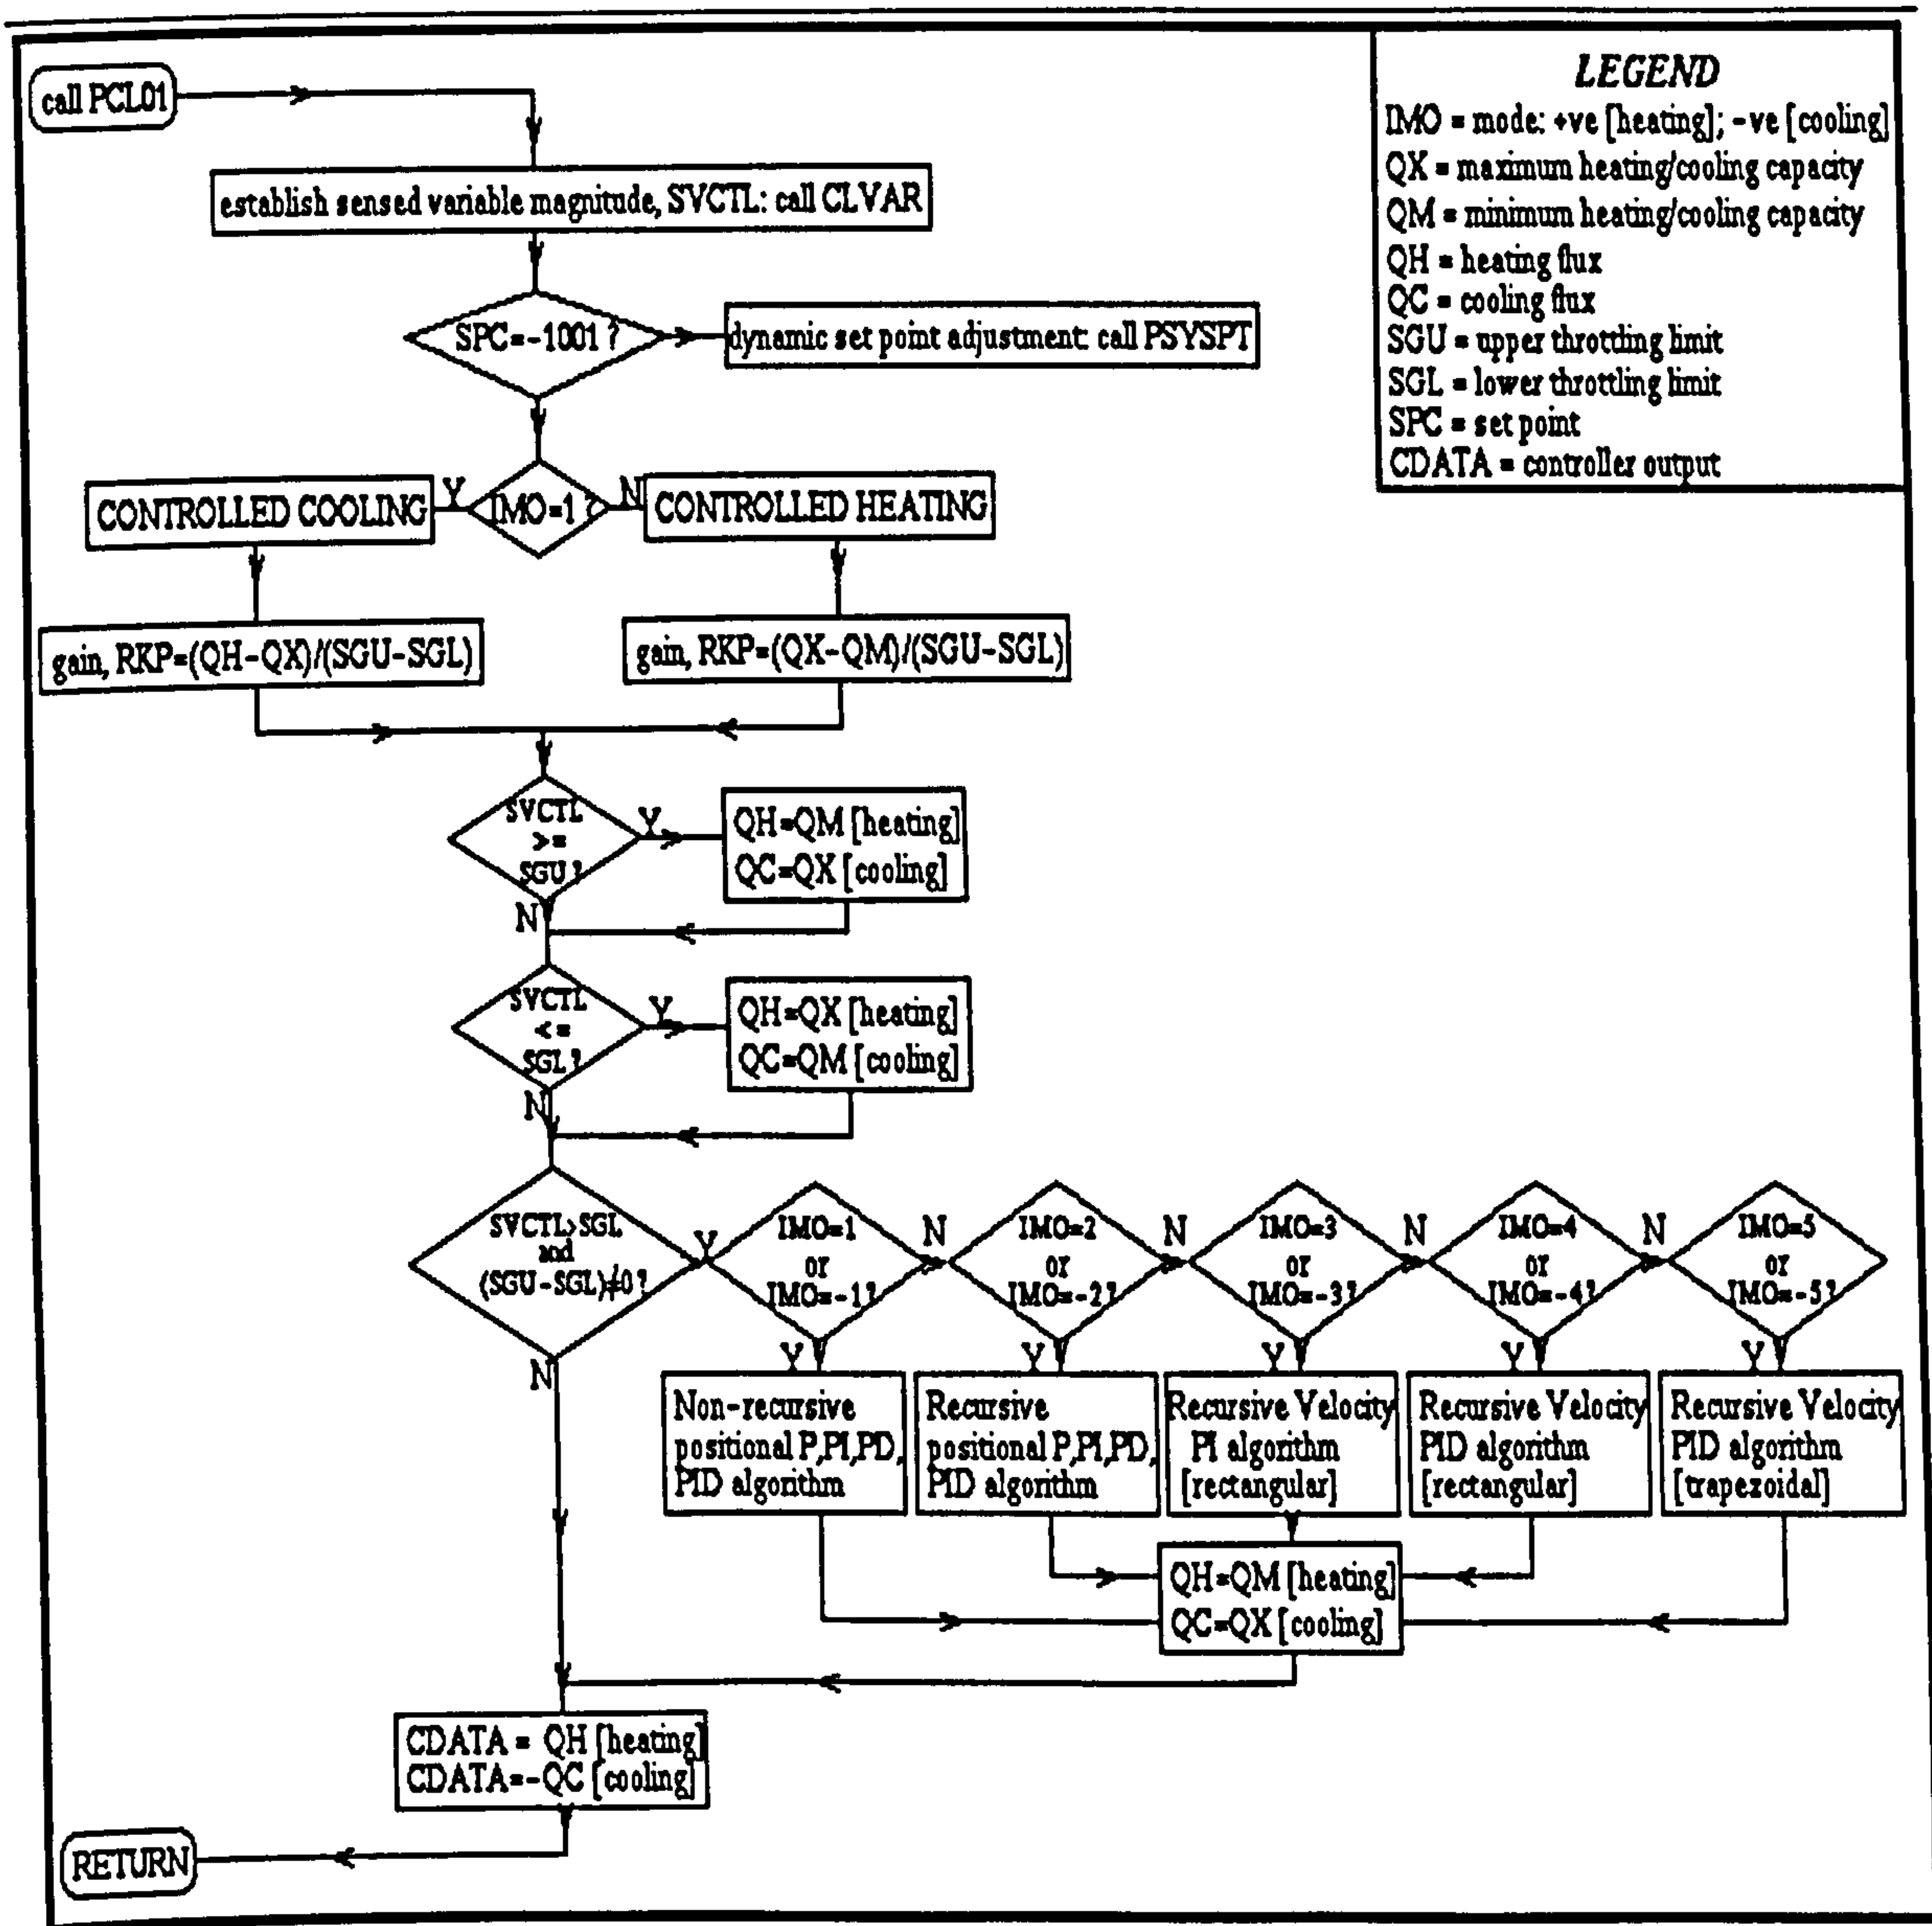 call PCL01
LEGEND
IMO = mode: +ve [heating]; -ve [cooling]
QX = maximum heating/cooling capacity
QM = minimum heating/cooling capacity
QH = heating flux
QC = cooling flux
SGU = upper throttling limit
SGL = lower throttling limit
SPC = set point
CDATA = controller output
establish sensed variable magnitude, SVCTL: call CLVAR
SPC=-1001 ?
dynamic set point adjustment: call PSYSPT
CONTROLLED COOLING
Y
IMO=1 ?
N
CONTROLLED HEATING
gain, RKP=(QH-QX)/(SGU-SGL)
gain, RKP=(QX-QM)/(SGU-SGL)
SVCTL
>=
SGU?
Y
N
QH=QM [heating]
QC=QX [cooling]
SVCTL
<=
SGL?
Y
N
QH=QX [heating]
QC=QM [cooling]
SVCTL>SGL
and
(SGU-SGL)≠0?
Y
N
IMO=1
or
IMO=-1?
N
IMO=2
or
IMO=-2?
N
IMO=3
or
IMO=-3?
N
IMO=4
or
IMO=-4?
N
IMO=5
or
IMO=-5?
Y
Y
Y
Y
Y
Non-recursive
positional P,PI,PD,
PID algorithm
Recursive
positional P,PI,PD,
PID algorithm
Recursive Velocity
PI algorithm
[rectangular]
Recursive Velocity
PID algorithm
[rectangular]
Recursive Velocity
PID algorithm
[trapezoidal]
QH=QM [heating]
QC=QX [cooling]
CDATA = QH [heating]
CDATA=-QC [cooling]
RETURN